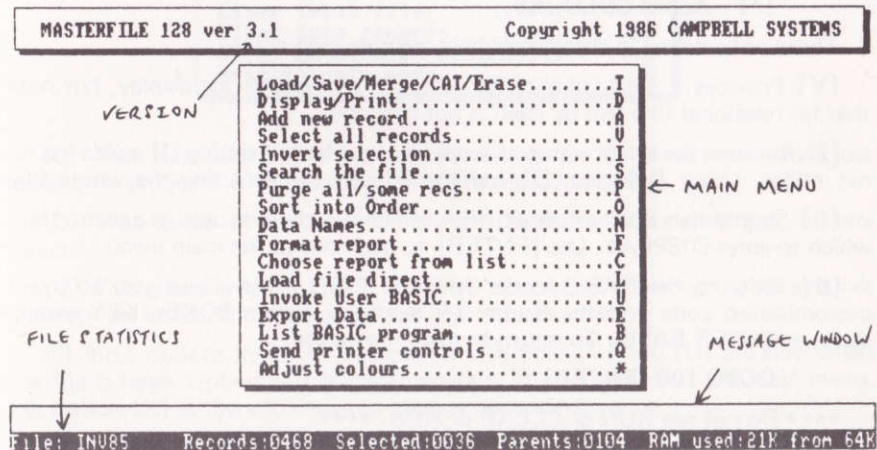 MASTERFILE 128 ver 3.1 Copyright 1986 CAMPBELL SYSTEMS
Load/Save/Merge/CAT/Erase....T
Display/Print................D
Add new record...............A
Select all records...........V
Invert selection.............I
Search the file..............S
Purge all/some recs..........P
Sort into Order..............O
Data Names...................N
Format report................F
Choose report from list......C
Load file direct.............L
Invoke User BASIC............U
Export Data..................E
List BASIC program...........B
Send printer controls........Q
Adjust colours...............*
VERSION
MAIN MENU
FILE STATISTICS
MESSAGE WINDOW
File: INV85 Records:0468 Selected:0036 Parents:0104 RAM used:21K from 64K